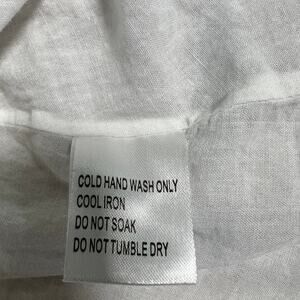 COLD HAND WASH ONLY
COOL IRON
DO NOT SOAK
DO NOT TUMBLE DRY